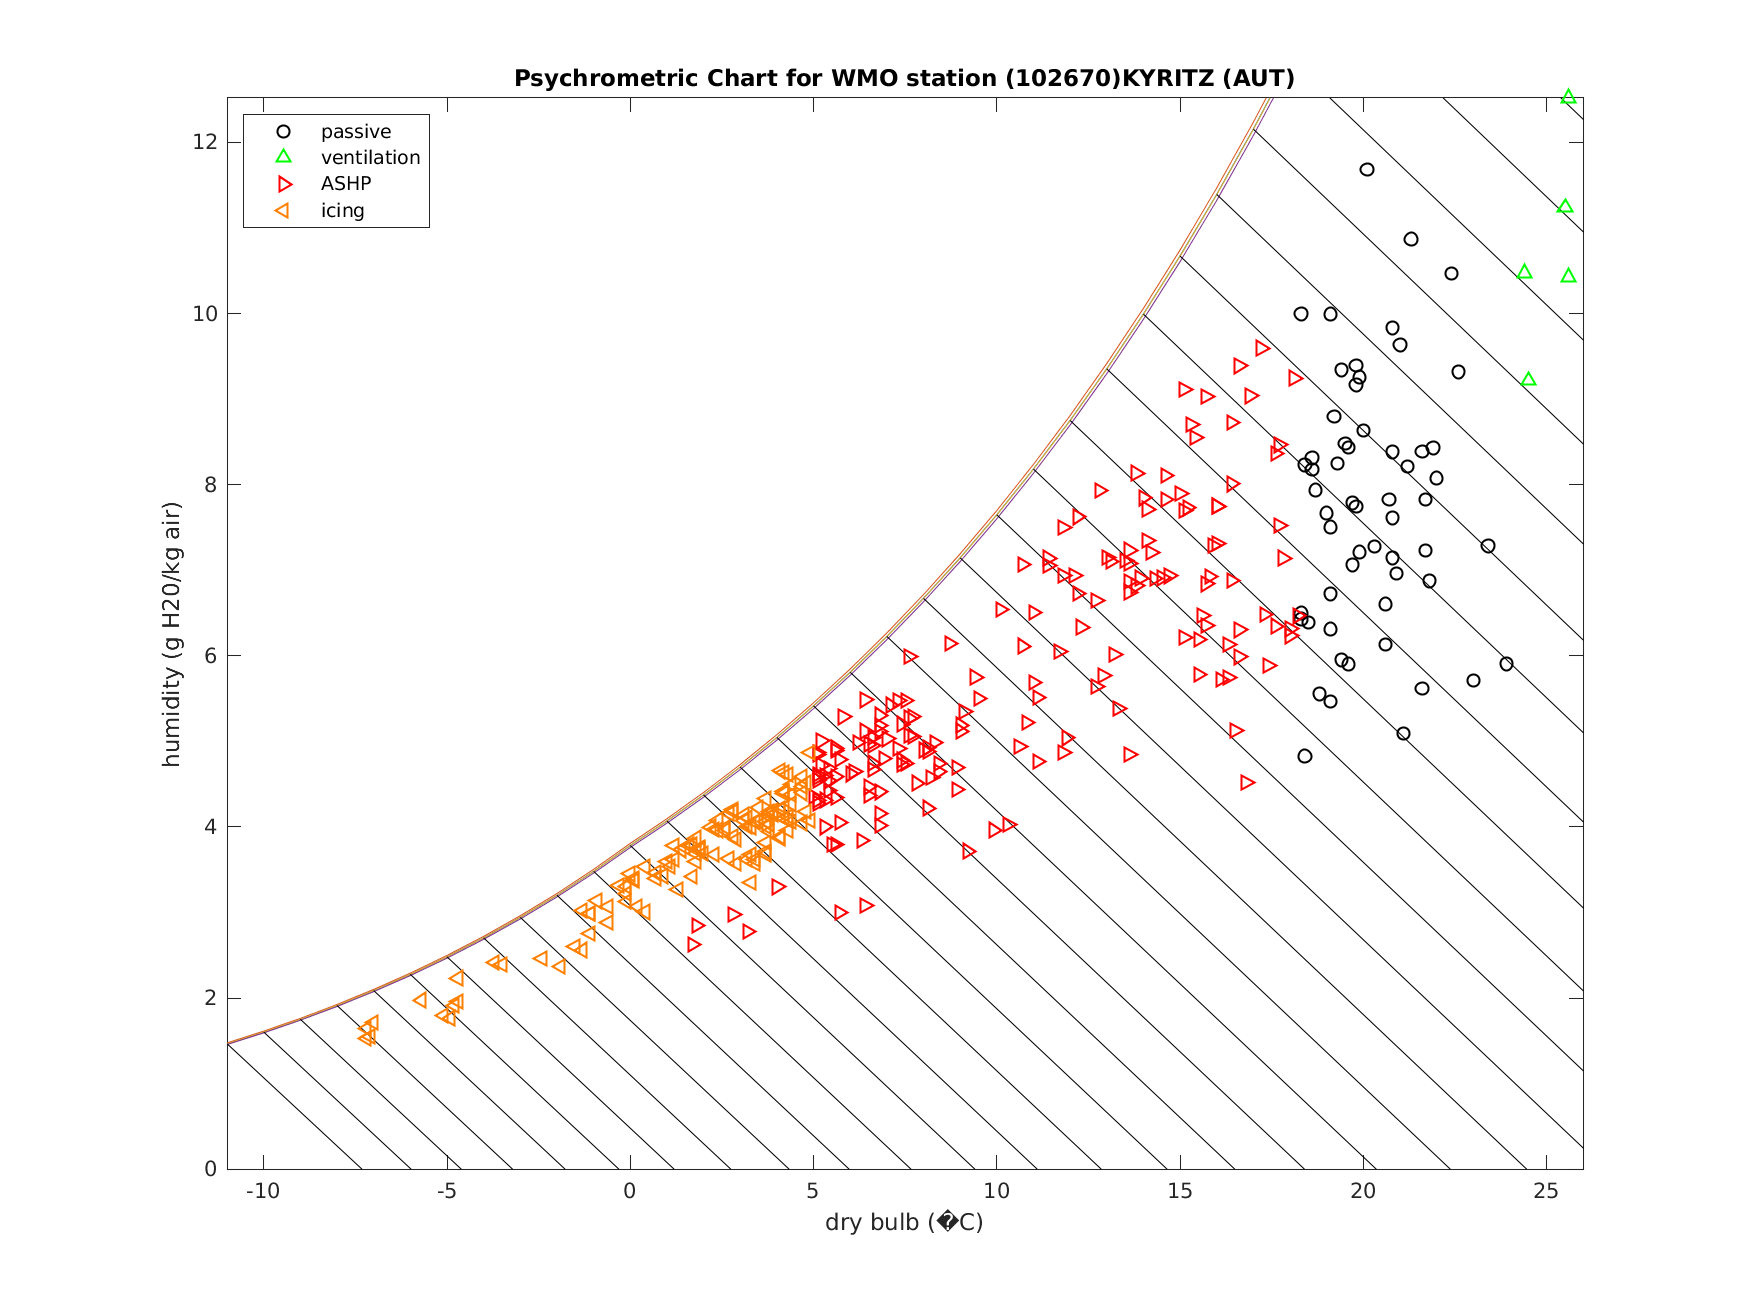 Psychrometric Chart for WMO station (102670)KYRITZ (AUT)
passive
ventilation
ASHP
icing
humidity (g H20/kg air)
12
10
8
6
4
2
0
-10 -5 0 5 10 15 20 25
dry bulb (�C)